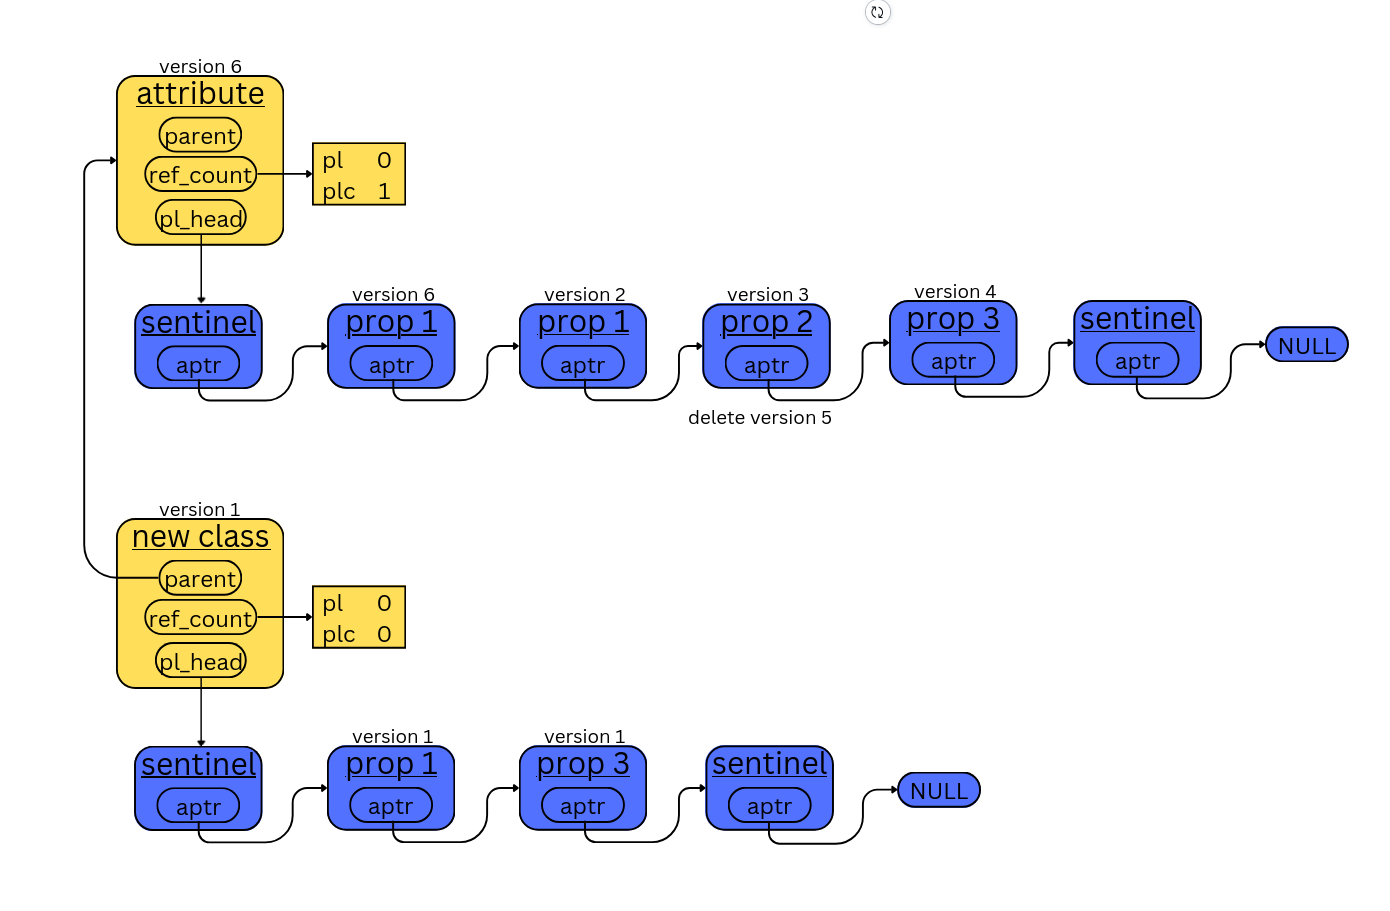 version 6
attribute
parent
ref_count
pl 0
plc 1
pl_head
version 6
version 2
version 3
version 4
sentinel
prop 1
prop 1
prop 2
prop 3
sentinel
aptr
aptr
aptr
aptr
aptr
aptr
NULL
delete version 5
version 1
new class
parent
ref_count
pl 0
plc 0
pl_head
version 1
version 1
sentinel
prop 1
prop 3
sentinel
aptr
aptr
aptr
aptr
NULL